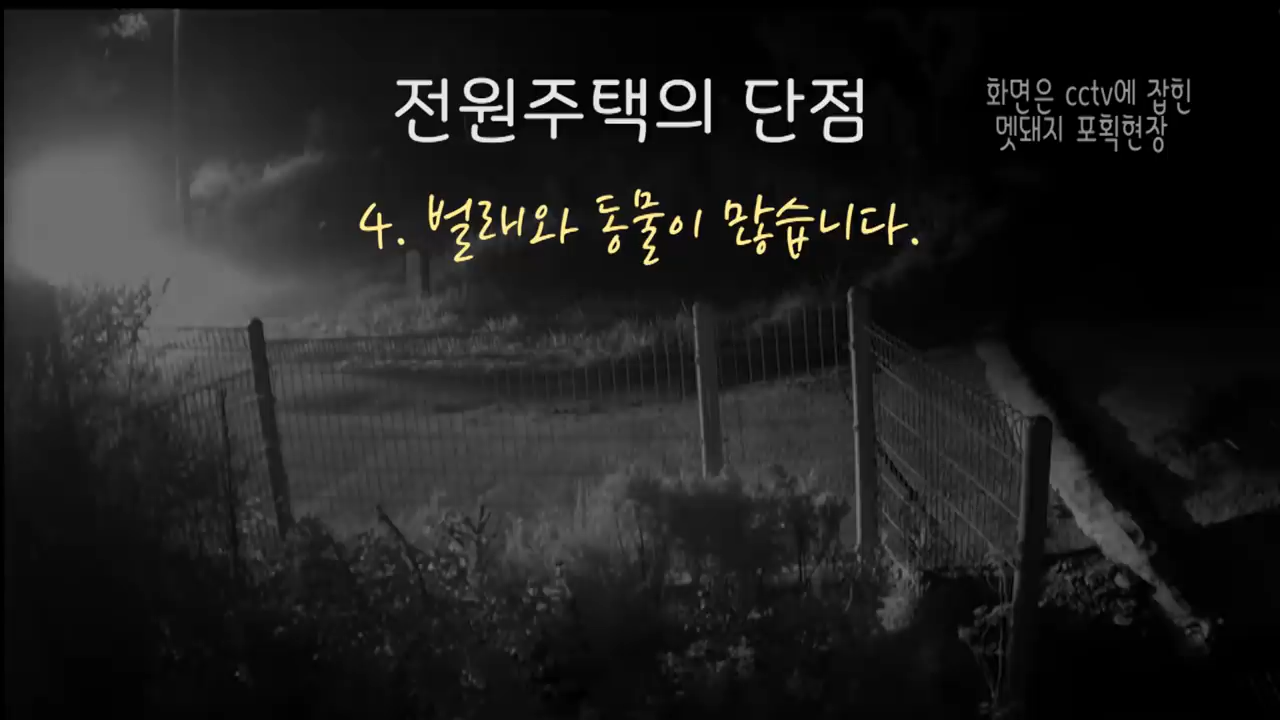 전원주택의 단점
화면은 cctv에 잡힌
멧돼지 포획현장
4. 벌래와 동물이 많습니다.